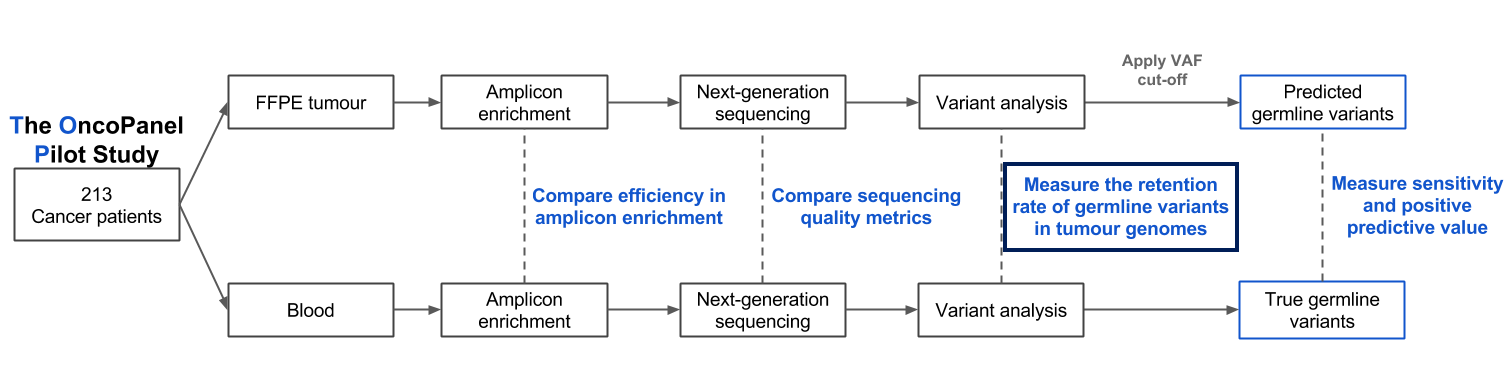 The OncoPanel
Pilot Study
213
Cancer patients
FFPE tumour
Amplicon
enrichment
Next-generation
sequencing
Variant analysis
Apply VAF
cut-off
Predicted
germline variants
Compare efficiency in
amplicon enrichment
Compare sequencing
quality metrics
Measure the retention
rate of germline variants
in tumour genomes
Measure sensitivity
and positive
predictive value
Blood
Amplicon
enrichment
Next-generation
sequencing
Variant analysis
True germline
variants